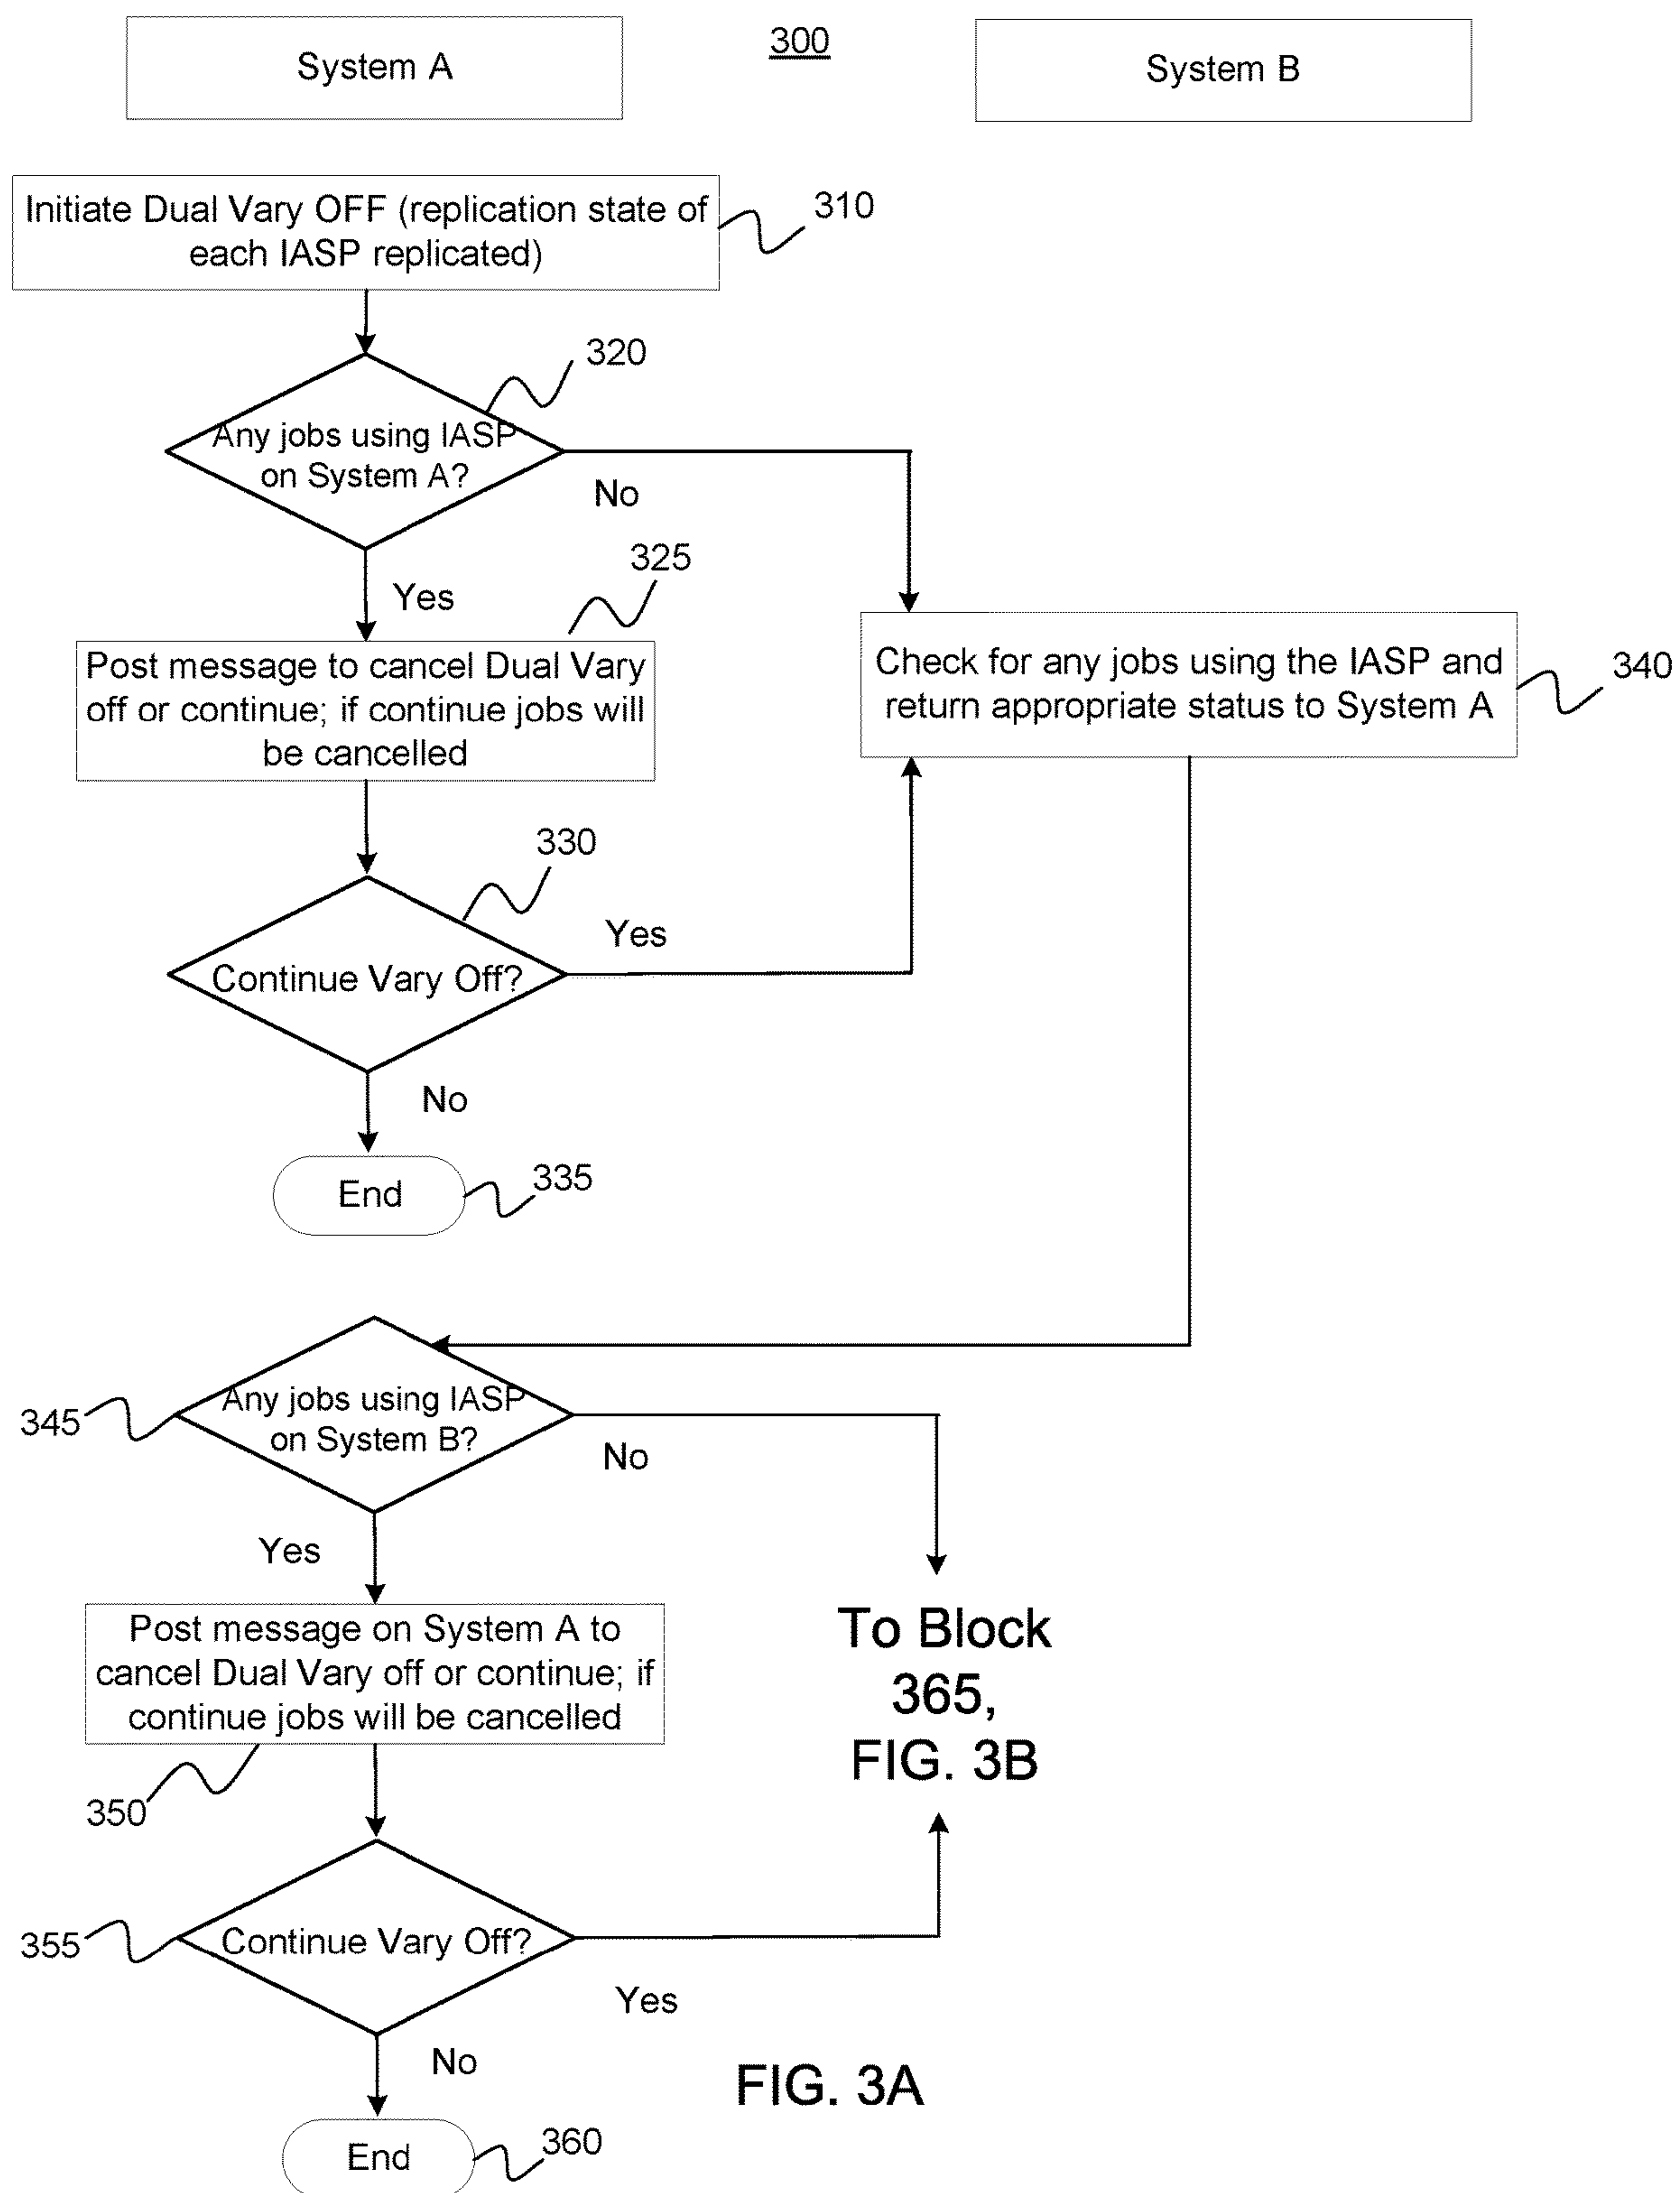 System A
300
System B
Initiate Dual Vary OFF (replication state of
each IASP replicated)
310
320
Any jobs using IASP
on System A?
No
Yes
325
Post message to cancel Dual Vary
off or continue; if continue jobs will
be cancelled
Check for any jobs using the IASP and
return appropriate status to System A
340
330
Continue Vary Off?
Yes
No
End
335
345
Any jobs using IASP
on System B?
No
Yes
Post message on System A to
cancel Dual Vary off or continue; if
continue jobs will be cancelled
350
To Block
365,
FIG. 3B
355
Continue Vary Off?
Yes
No
FIG. 3A
End
360